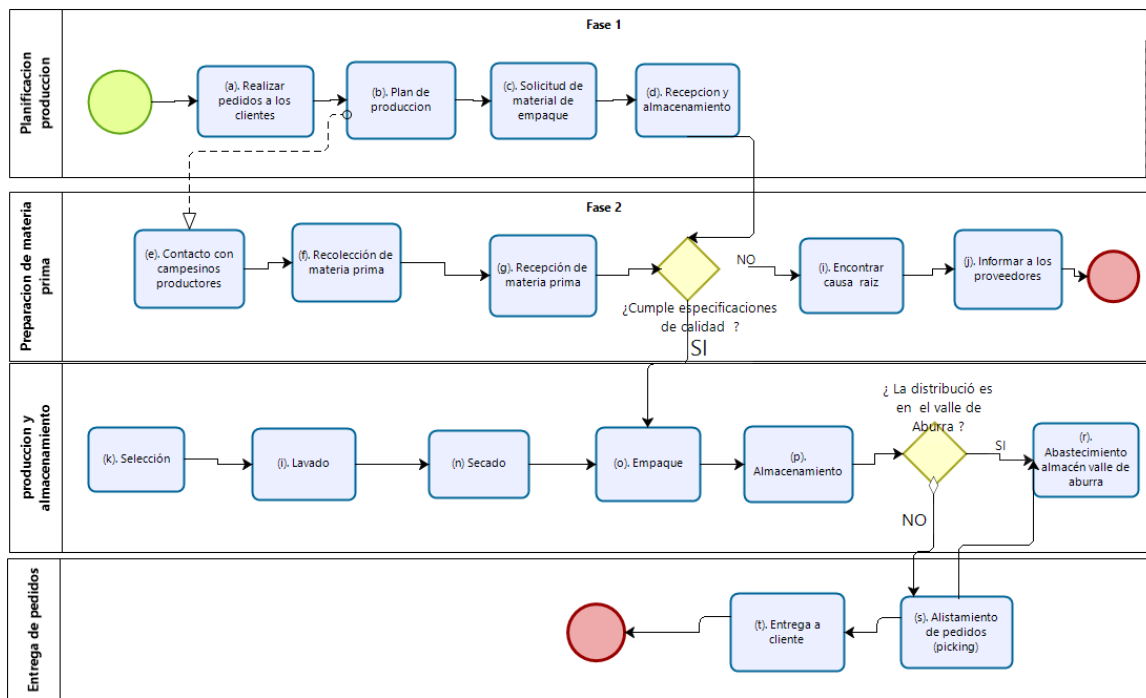 Planificacion
produccion
Fase 1
(a). Realizar
pedidos a los
clientes
(b). Plan de
produccion
(c). Solicitud de
material de
empaque
(d). Recepcion y
almacenamiento
Preparacion de materia
prima
Fase 2
(e). Contacto con
campesinos
productores
(f). Recolección de
materia prima
(g). Recepción de
materia prima
¿Cumple especificaciones
de calidad ?
NO
SI
(i). Encontrar
causa raiz
(j). Informar a los
proveedores
produccion y
almacenamiento
(k). Selección
(i). Lavado
(n) Secado
(o). Empaque
(p).
Almacenamiento
¿ La distribució es
en el valle de
Aburra ?
SI
NO
(r).
Abastecimiento
almacén valle de
aburra
Entrega de pedidos
(t). Entrega a
cliente
(s). Alistamiento
de pedidos
(picking)